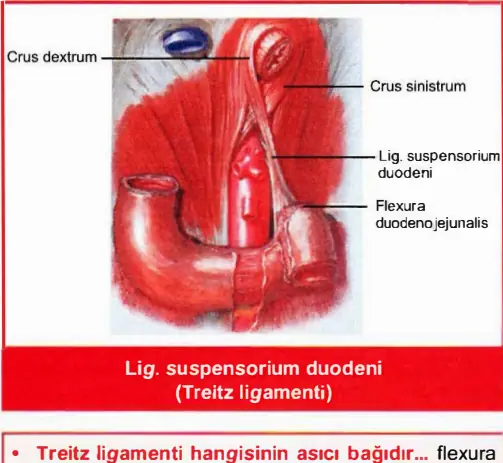 Crus dextrum
Crus sinistrum
Lig. suspensorium
duodeni
Flexura
duodenojejunalis
Lig. suspensorium duodeni
(Treitz ligamenti)
• Treitz ligamenti hangisinin asıcı bağıdır... flexura